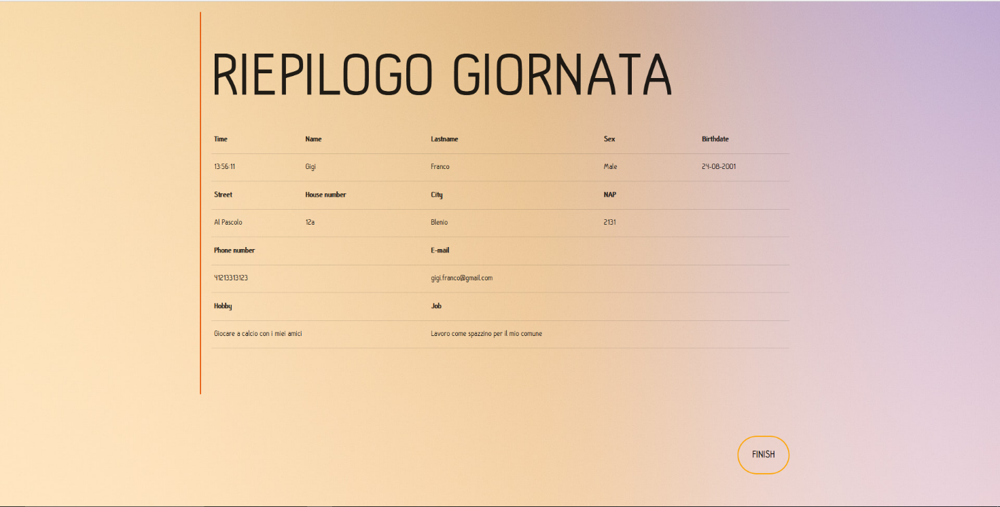 RIEPILOGO GIORNATA
Time Name Lastname Sex Birthdate
13:56:11 Gigi Franco Male 24-08-2001
Street House number City NAP
Al Pascolo 12a Blenio 2131
Phone number E-mail
41213313123 gigi.franco@gmail.com
Hobby Job
Giocare a calcio con i miei amici Lavoro come spazzino per il mio comune
FINISH